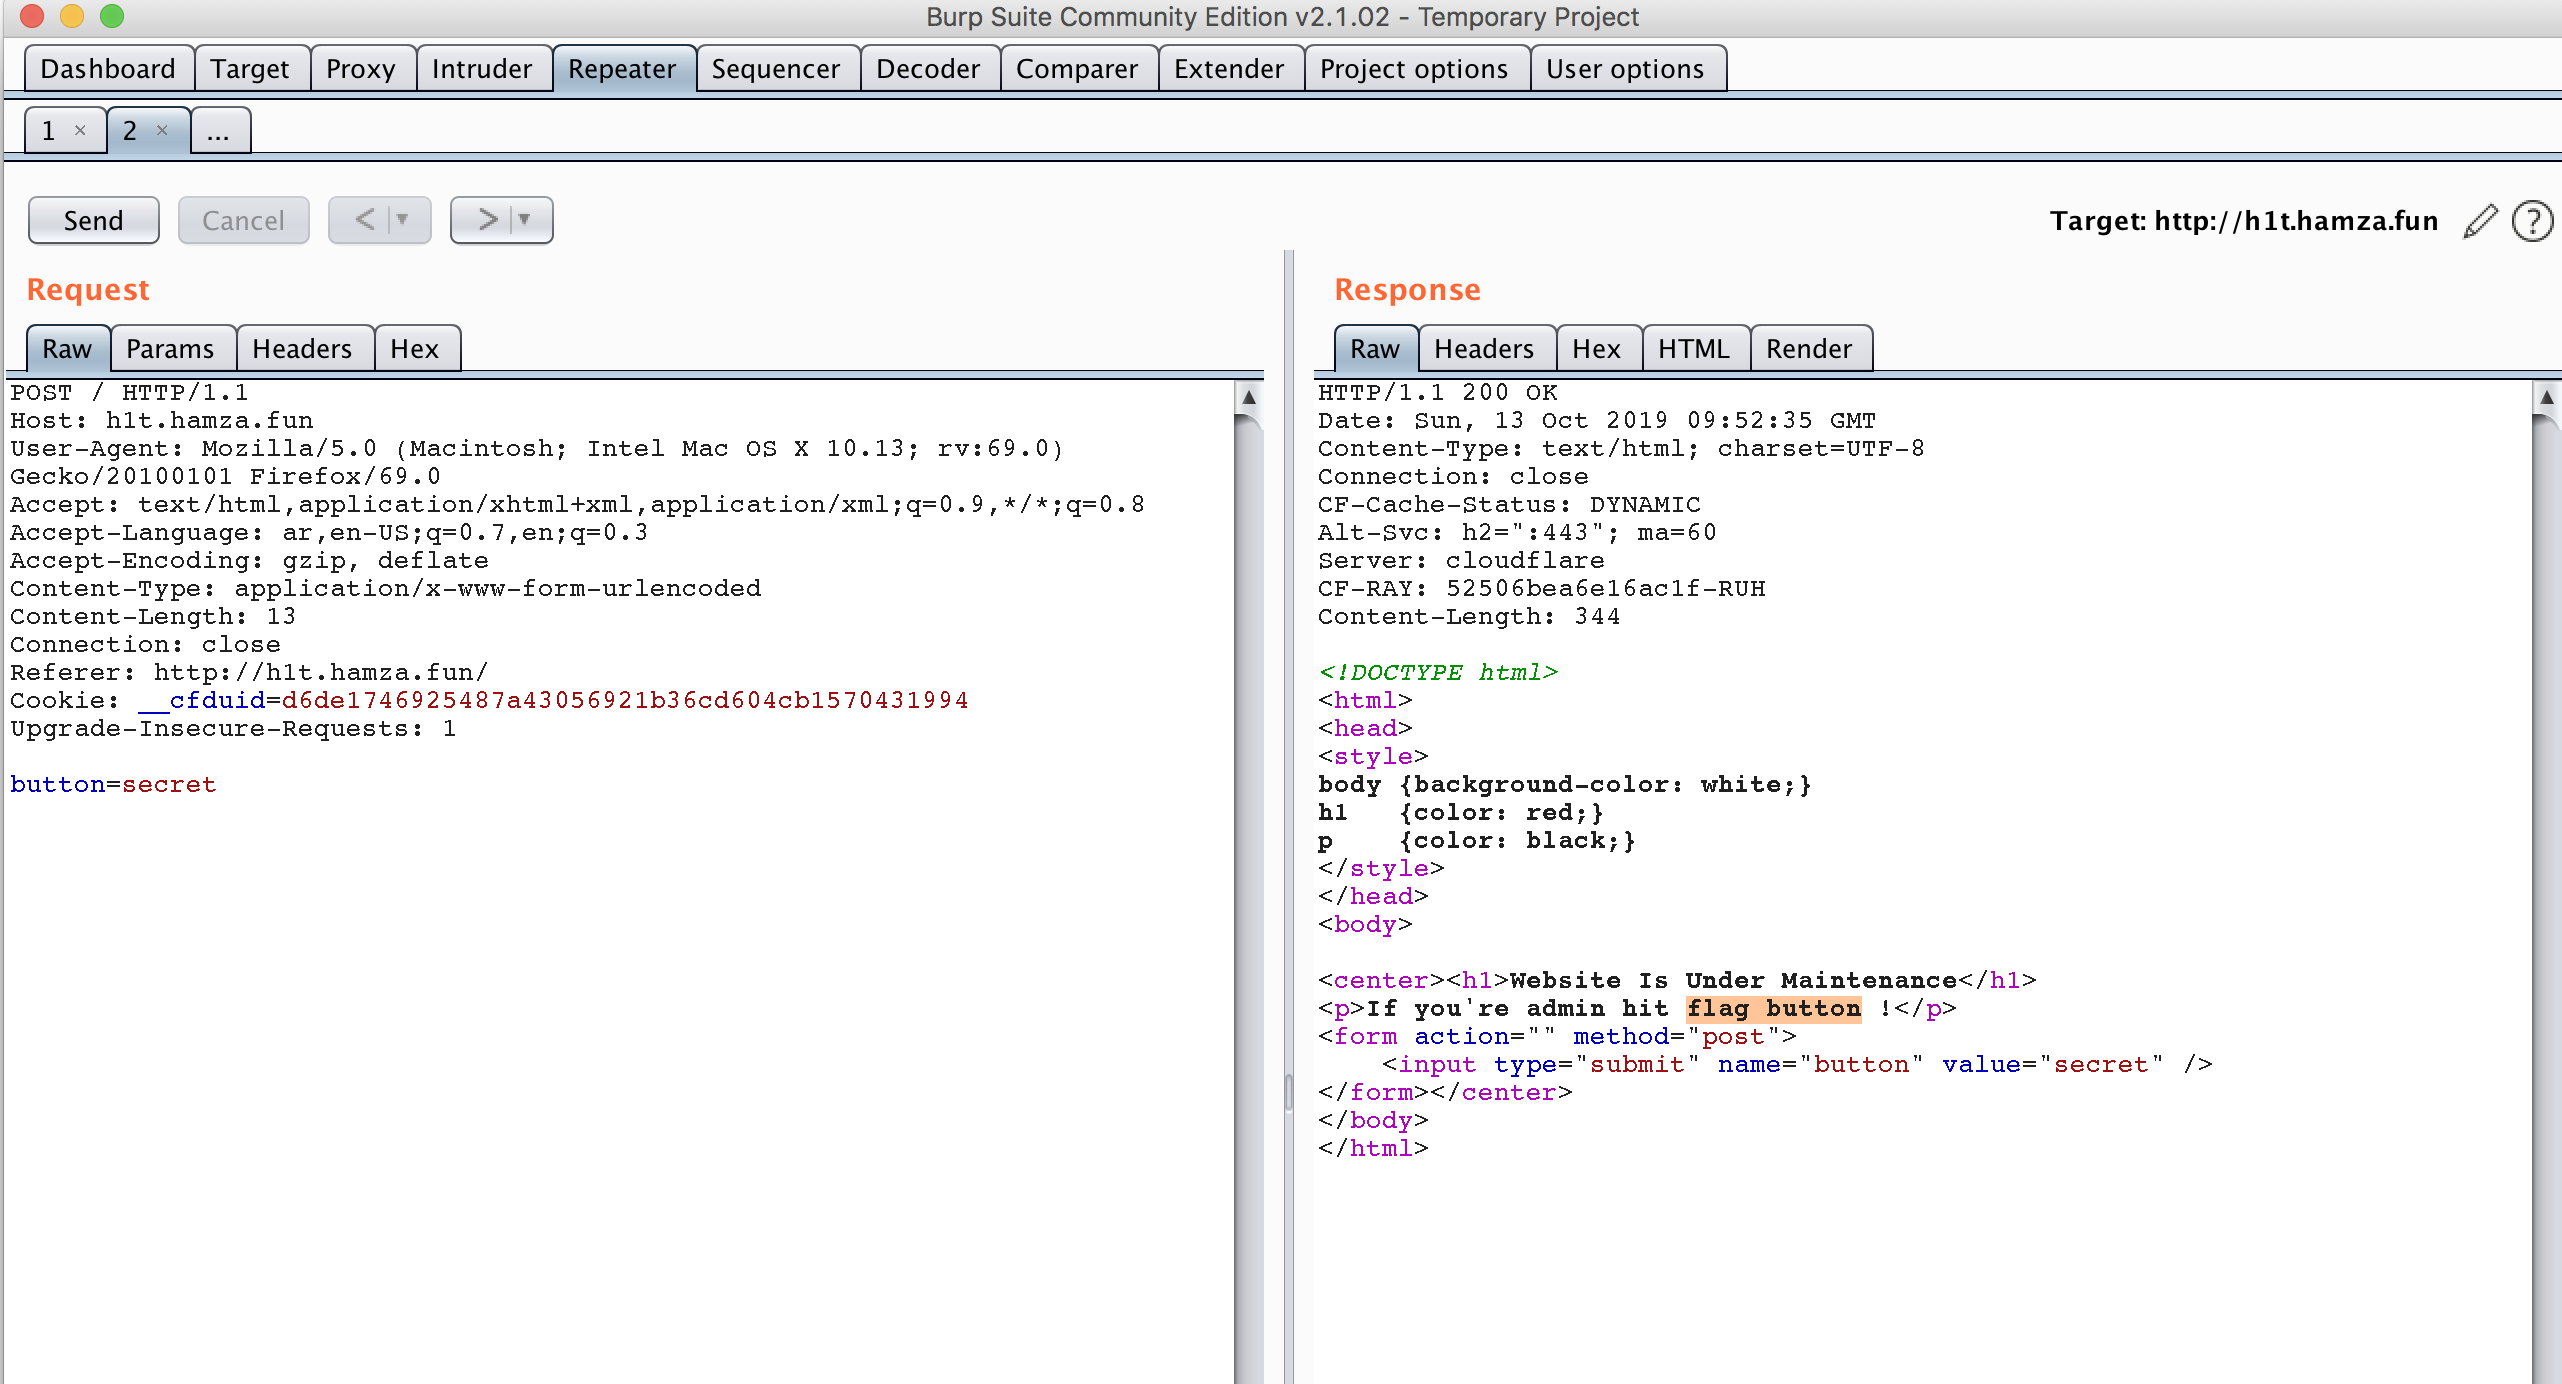 Burp Suite Community Edition v2.1.02 - Temporary Project
Dashboard Target Proxy Intruder Repeater Sequencer Decoder Comparer Extender Project options User options
1 × 2 × ...
Send Cancel < > Target: http://h1t.hamza.fun ?
Request
Raw Params Headers Hex
POST / HTTP/1.1
Host: h1t.hamza.fun
User-Agent: Mozilla/5.0 (Macintosh; Intel Mac OS X 10.13; rv:69.0)
Gecko/20100101 Firefox/69.0
Accept: text/html,application/xhtml+xml,application/xml;q=0.9,*/*;q=0.8
Accept-Language: ar,en-US;q=0.7,en;q=0.3
Accept-Encoding: gzip, deflate
Content-Type: application/x-www-form-urlencoded
Content-Length: 13
Connection: close
Referer: http://h1t.hamza.fun/
Cookie: __cfduid=d6de1746925487a43056921b36cd604cb1570431994
Upgrade-Insecure-Requests: 1
button=secret
Response
Raw Headers Hex HTML Render
HTTP/1.1 200 OK
Date: Sun, 13 Oct 2019 09:52:35 GMT
Content-Type: text/html; charset=UTF-8
Connection: close
CF-Cache-Status: DYNAMIC
Alt-Svc: h2=":443"; ma=60
Server: cloudflare
CF-RAY: 52506bea6e16ac1f-RUH
Content-Length: 344
<!DOCTYPE html>
<html>
<head>
<style>
body {background-color: white;}
h1   {color: red;}
p    {color: black;}
</style>
</head>
<body>
<center><h1>Website Is Under Maintenance</h1>
<p>If you're admin hit flag button !</p>
<form action="" method="post">
    <input type="submit" name="button" value="secret" />
</form></center>
</body>
</html>